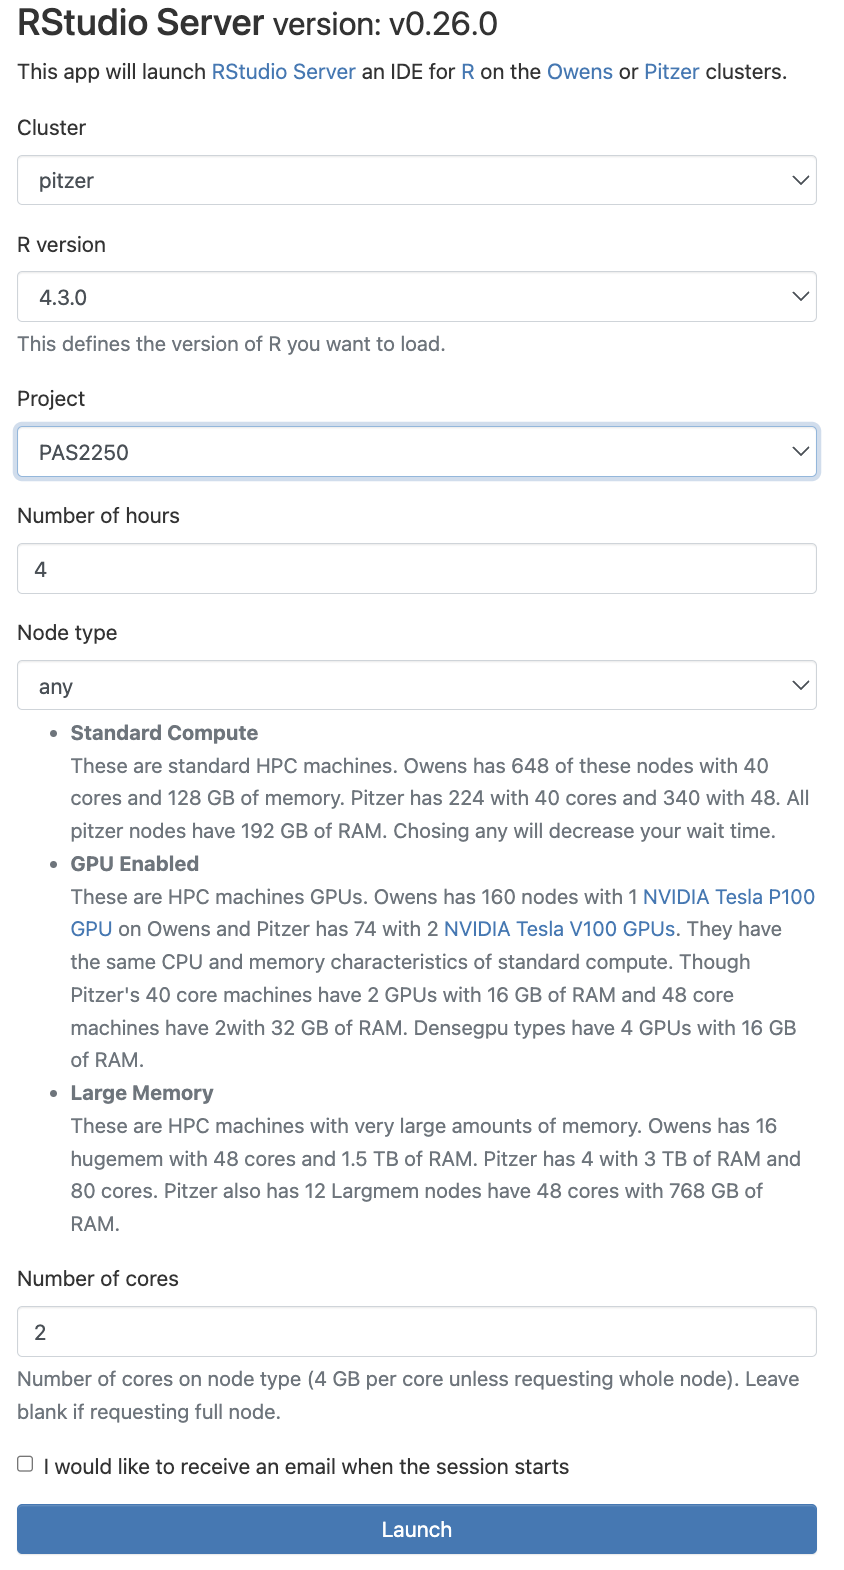 RStudio Server version: v0.26.0
This app will launch RStudio Server an IDE for R on the Owens or Pitzer clusters.
Cluster
pitzer
R version
4.3.0
This defines the version of R you want to load.
Project
PAS2250
Number of hours
4
Node type
any
• Standard Compute
These are standard HPC machines. Owens has 648 of these nodes with 40
cores and 128 GB of memory. Pitzer has 224 with 40 cores and 340 with 48. All
pitzer nodes have 192 GB of RAM. Chosing any will decrease your wait time.
• GPU Enabled
These are HPC machines GPUs. Owens has 160 nodes with 1 NVIDIA Tesla P100
GPU on Owens and Pitzer has 74 with 2 NVIDIA Tesla V100 GPUs. They have
the same CPU and memory characteristics of standard compute. Though
Pitzer's 40 core machines have 2 GPUs with 16 GB of RAM and 48 core
machines have 2with 32 GB of RAM. Densegpu types have 4 GPUs with 16 GB
of RAM.
• Large Memory
These are HPC machines with very large amounts of memory. Owens has 16
hugemem with 48 cores and 1.5 TB of RAM. Pitzer has 4 with 3 TB of RAM and
80 cores. Pitzer also has 12 Largmem nodes have 48 cores with 768 GB of
RAM.
Number of cores
2
Number of cores on node type (4 GB per core unless requesting whole node). Leave
blank if requesting full node.
I would like to receive an email when the session starts
Launch